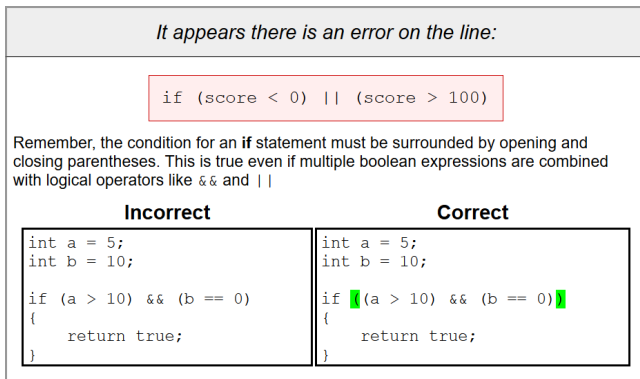 It appears there is an error on the line:
if (score < 0) || (score > 100)
Remember, the condition for an if statement must be surrounded by opening and
closing parentheses. This is true even if multiple boolean expressions are combined
with logical operators like && and ||
Incorrect
int a = 5;
int b = 10;
if (a > 10) && (b == 0)
{
    return true;
}
Correct
int a = 5;
int b = 10;
if ((a > 10) && (b == 0))
{
    return true;
}